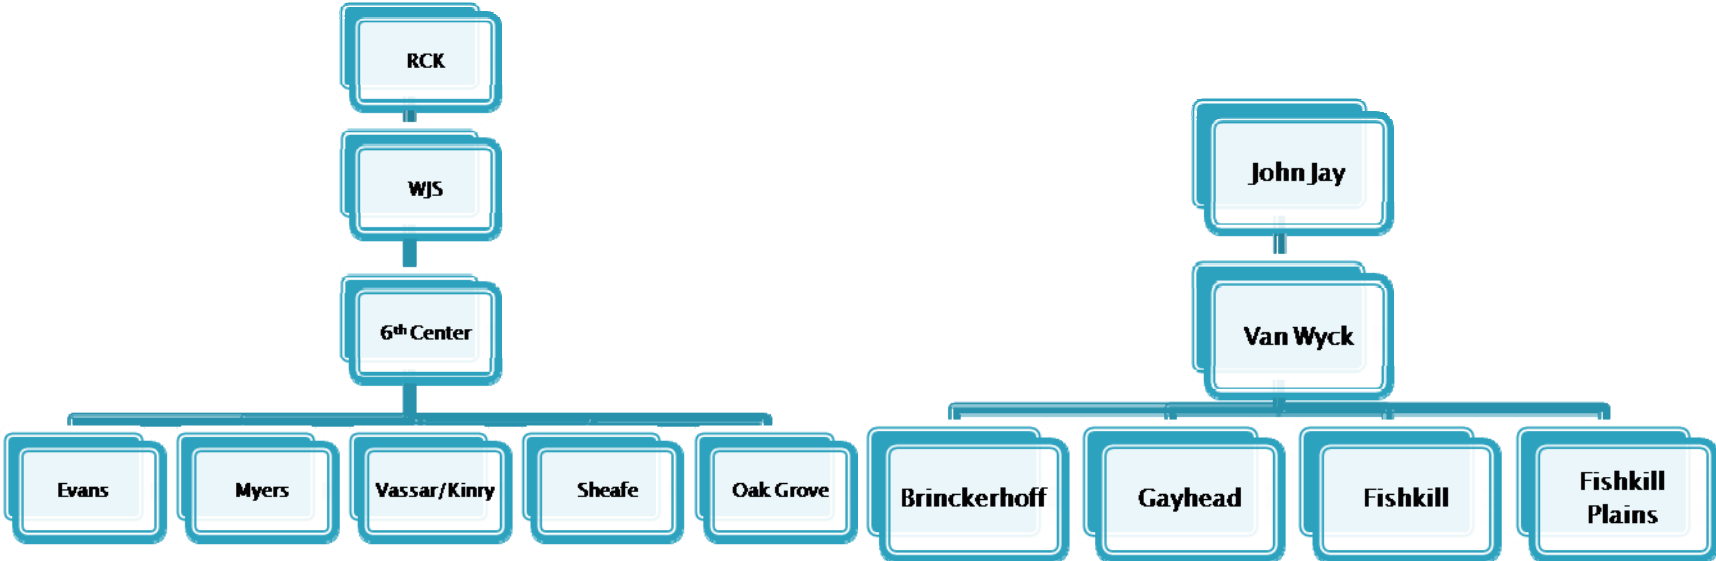 RCK
WJS
6th Center
Evans
Myers
Vassar/Kinry
Sheafe
Oak Grove
John Jay
Van Wyck
Brinckerhoff
Gayhead
Fishkill
Fishkill
Plains